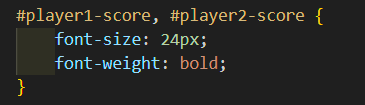 #player1-score, #player2-score {
    font-size: 24px;
    font-weight: bold;
}